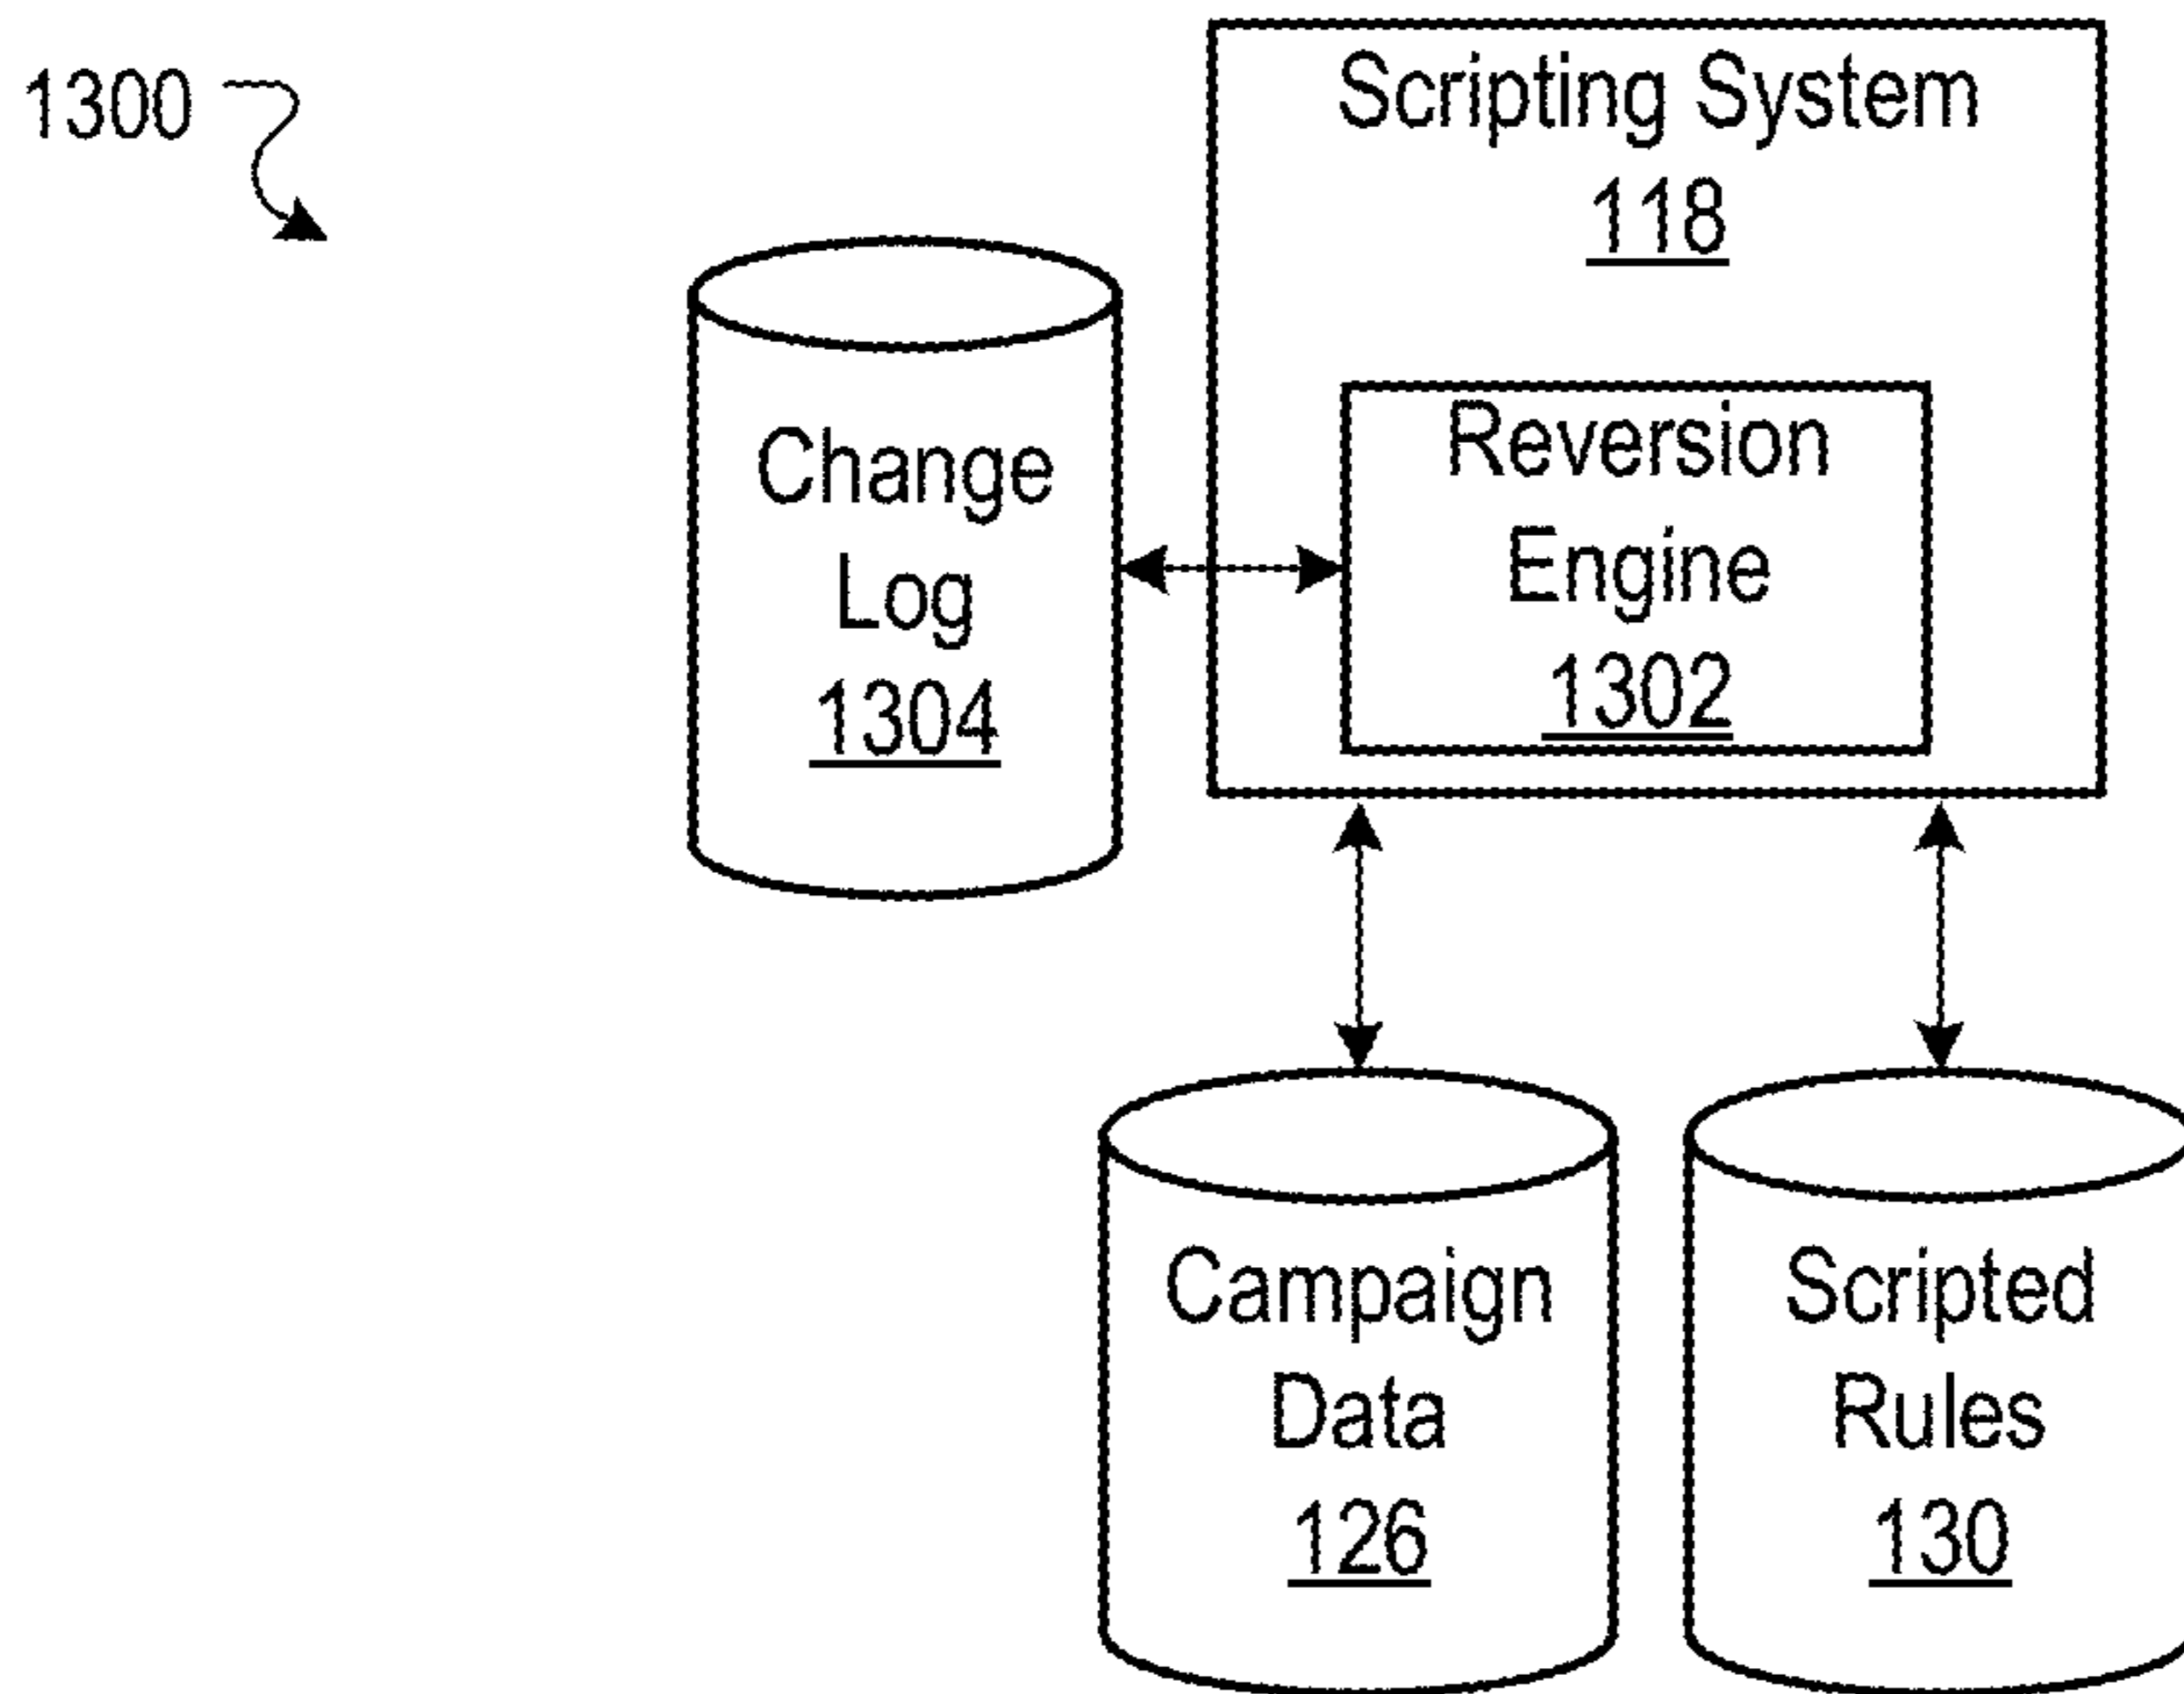 1300
Scripting System
118
Change
Log
1304
Reversion
Engine
1302
Campaign
Data
126
Scripted
Rules
130